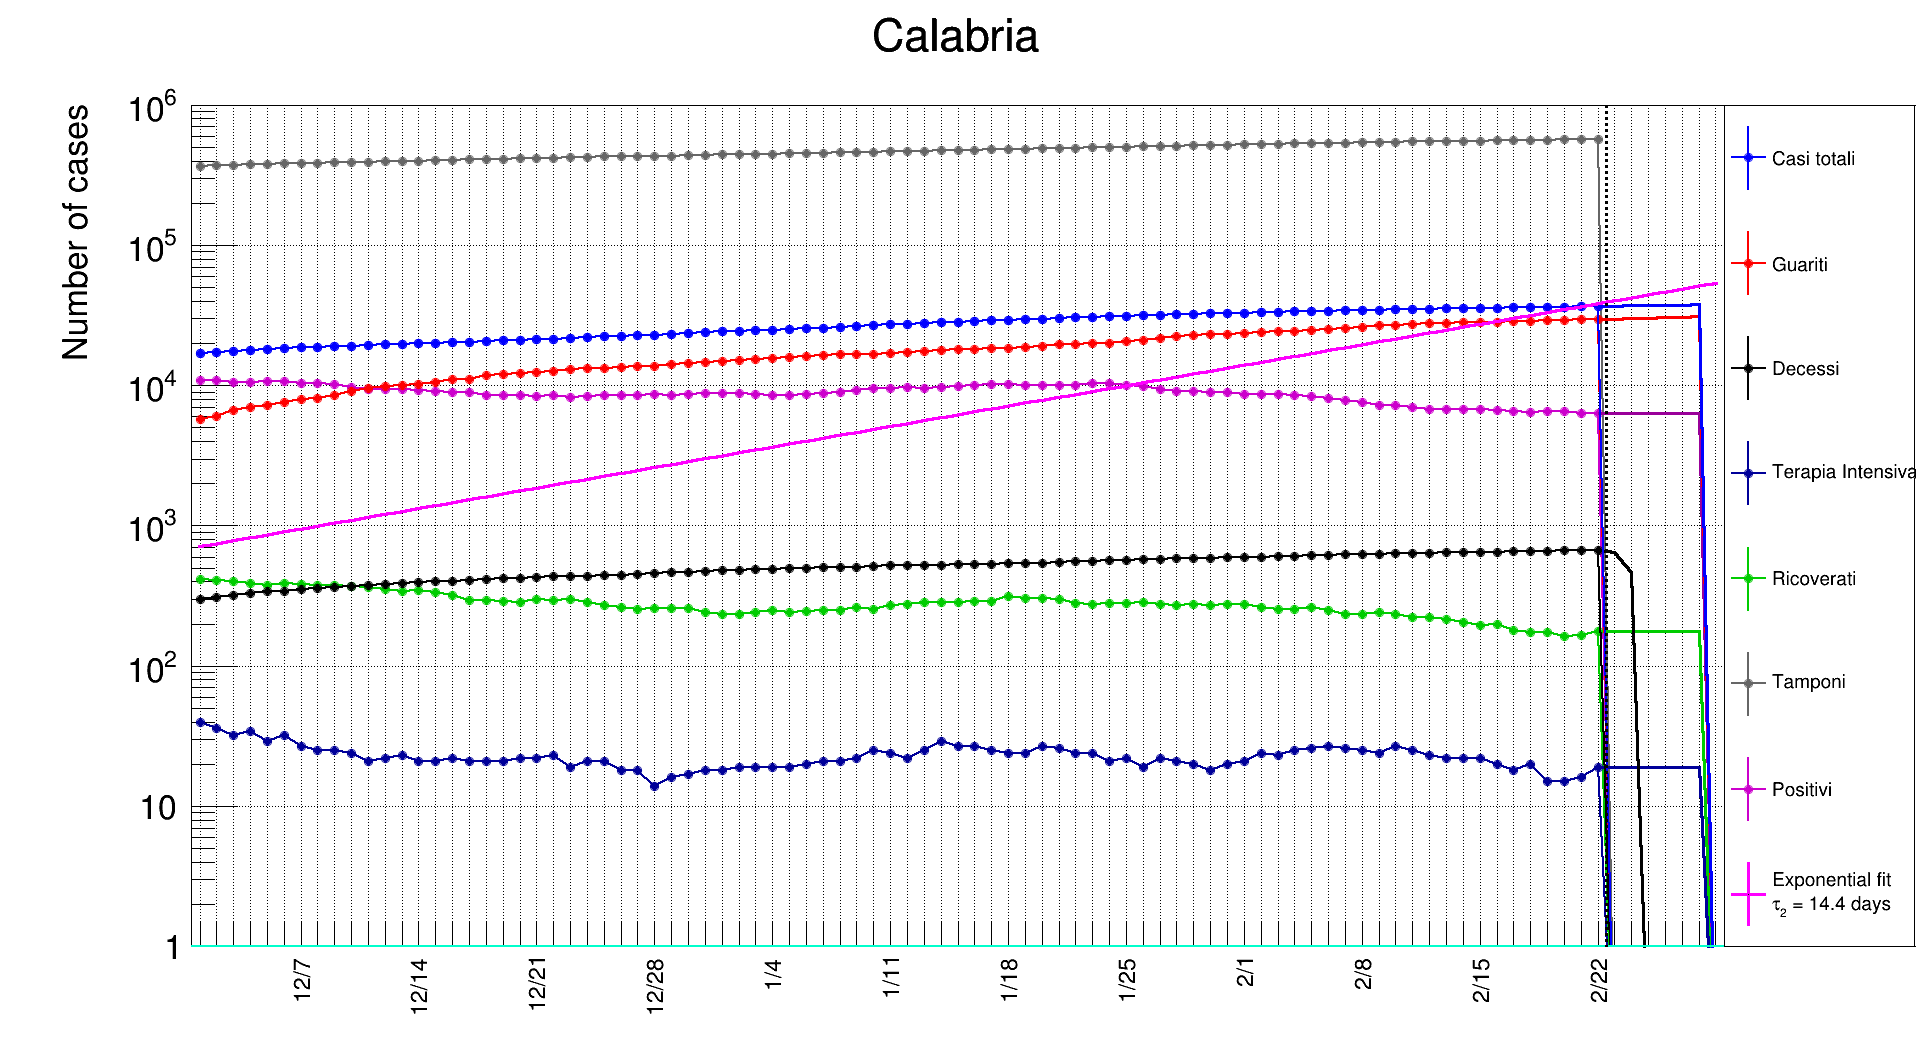 Calabria
Number of cases
10^6
10^5
10^4
10^3
10^2
10
1
12/7
12/14
12/21
12/28
1/4
1/11
1/18
1/25
2/1
2/8
2/15
2/22
Casi totali
Guariti
Decessi
Terapia Intensiva
Ricoverati
Tamponi
Positivi
Exponential fit
τ_2 = 14.4 days